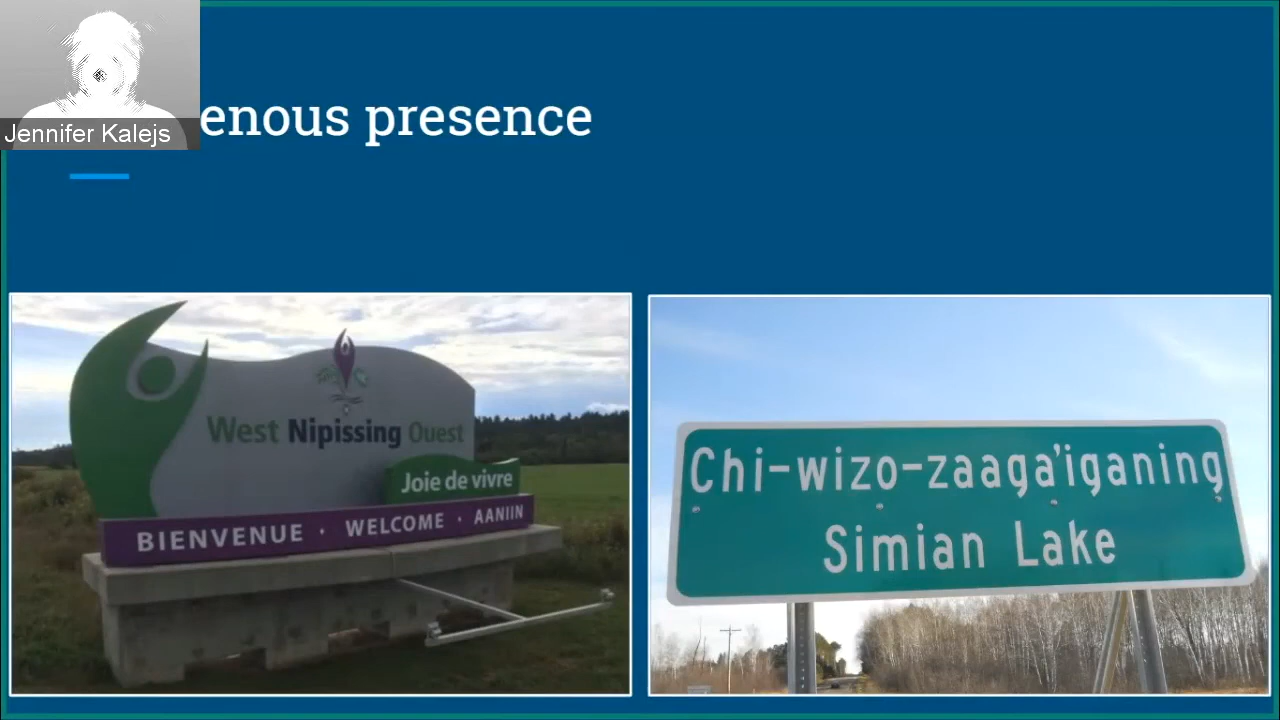 Jennifer Kalejs
enous presence
West Nipissing Ouest
Joie de vivre
BIENVENUE · WELCOME · AANIIN
Chi-wizo-zaaga'iganing
Simian Lake